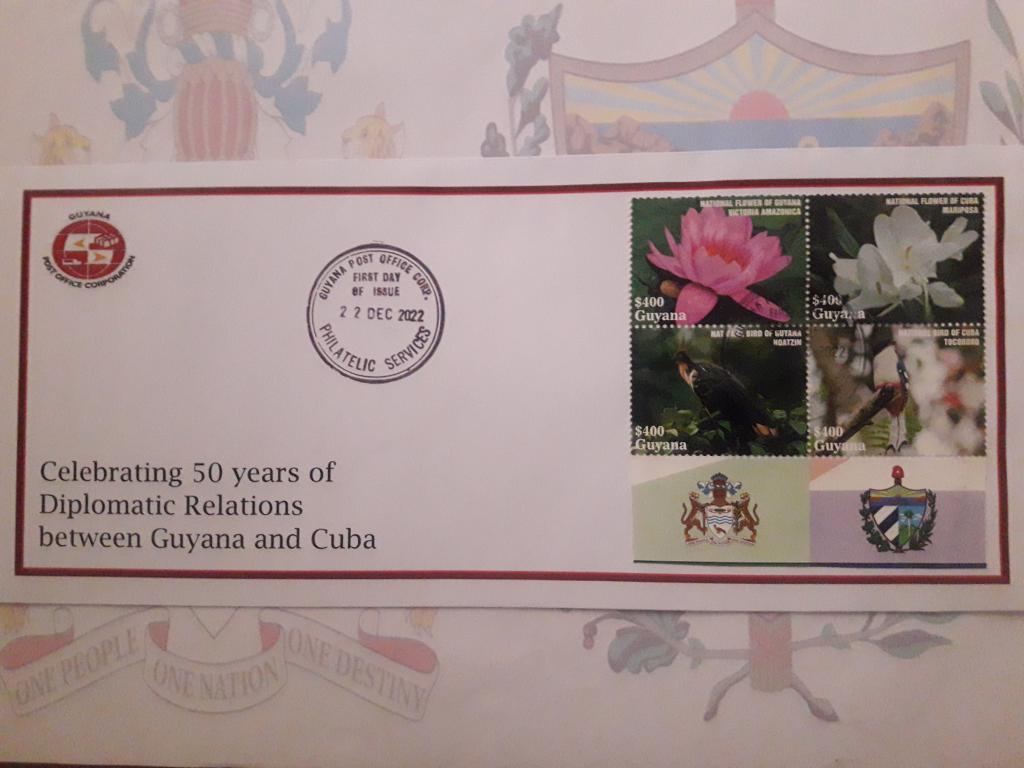 GUYANA
POST OFFICE CORPORATION
GUYANA POST OFFICE CORP.
FIRST DAY
OF ISSUE
22 DEC 2022
PHILATELIC SERVICES
Celebrating 50 years of
Diplomatic Relations
between Guyana and Cuba
NATIONAL FLOWER OF GUYANA
VICTORIA AMAZONICA
$400
Guyana
NATIONAL FLOWER OF CUBA
MARIPOSA
$400
Guyana
BIRD OF GUYANA
HOATZIN
$400
Guyana
NATIONAL BIRD OF CUBA
TOCORORO
2022
$400
Guyana
ONE PEOPLE
ONE NATION
ONE DESTINY